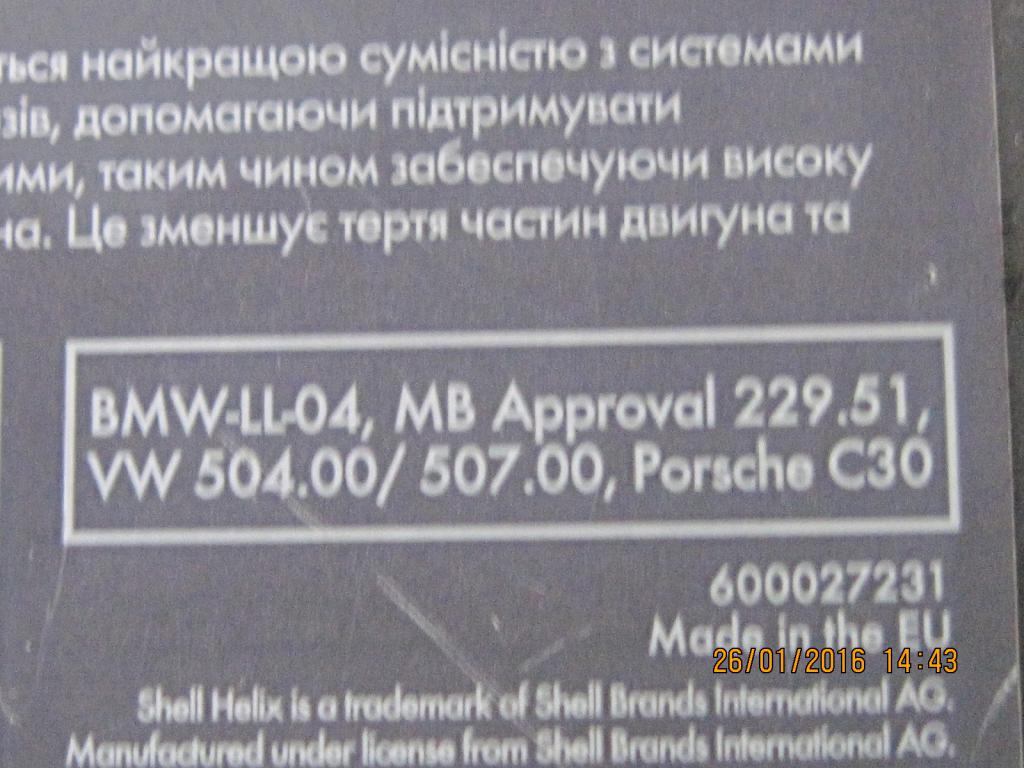 ться найкращою сумісністю з системами
зів, допомагаючи підтримувати
ими, таким чином забезпечуючи високу
на. Це зменшує тертя частин двигуна та
BMW-LL-04, MB Approval 229.51,
VW 504.00/ 507.00, Porsche C30
600027231
Made in the EU
26/01/2016 14:43
Shell Helix is a trademark of Shell Brands International AG.
Manufactured under license from Shell Brands International AG.